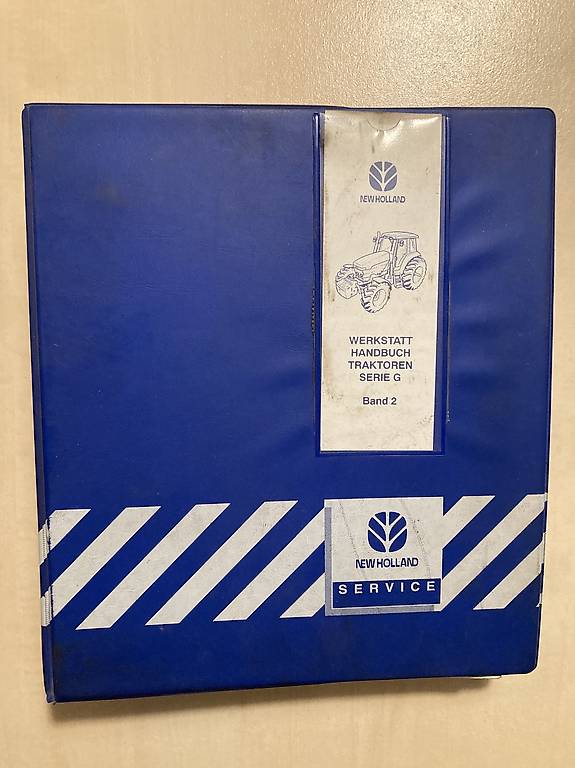 NEW HOLLAND
WERKSTATT
HANDBUCH
TRAKTOREN
SERIE G
Band 2
NEW HOLLAND
SERVICE